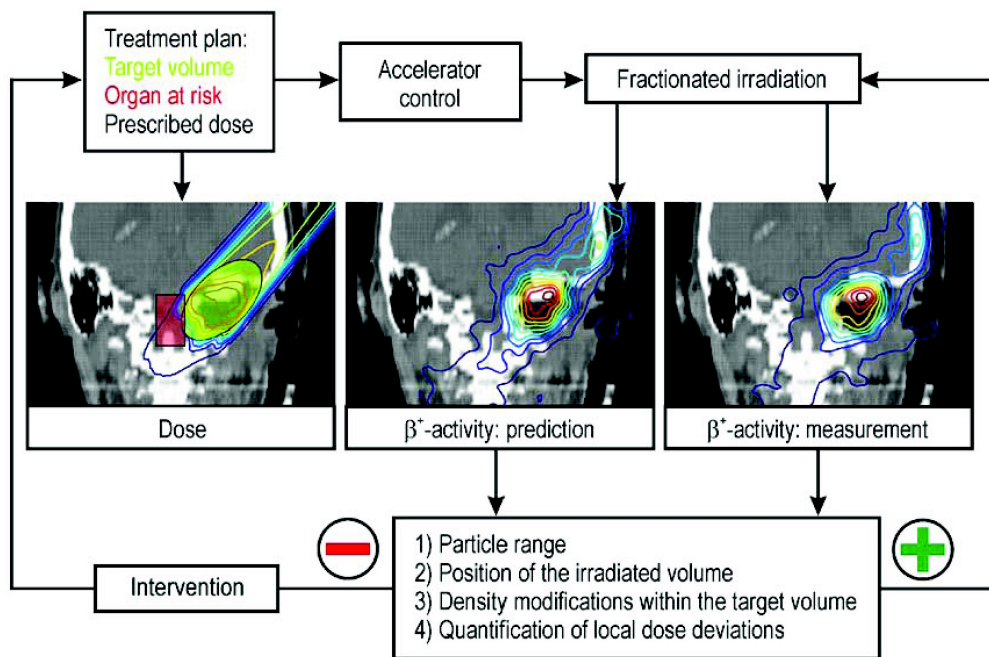 Treatment plan:
Target volume
Organ at risk
Prescribed dose
Accelerator
control
Fractionated irradiation
Dose
β⁺-activity: prediction
β⁺-activity: measurement
1) Particle range
2) Position of the irradiated volume
3) Density modifications within the target volume
4) Quantification of local dose deviations
Intervention